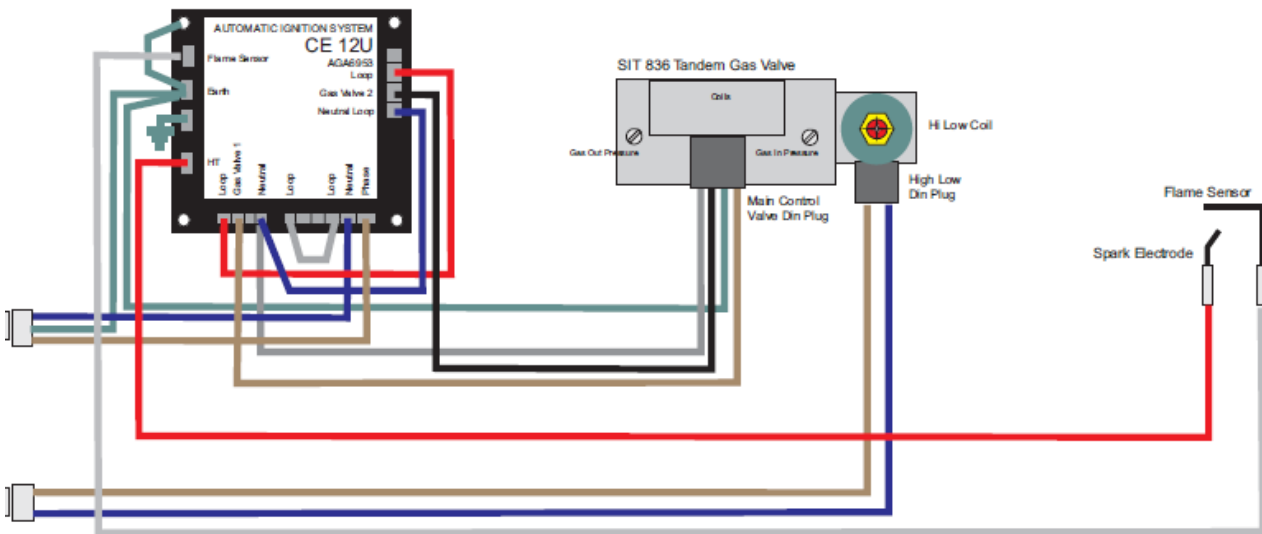 AUTOMATIC IGNITION SYSTEM
CE 12U
AGA6953
Flame Sensor
Loop
Earth
Gas Valve 2
Neutral Loop
HT
Loop
Gas Valve 1
Neutral
Loop
Loop
Neutral
Phase
SIT 836 Tandem Gas Valve
Coils
Gas Out Pressure
Gas In Pressure
Hi Low Coil
High Low
Din Plug
Main Control
Valve Din Plug
Flame Sensor
Spark Electrode